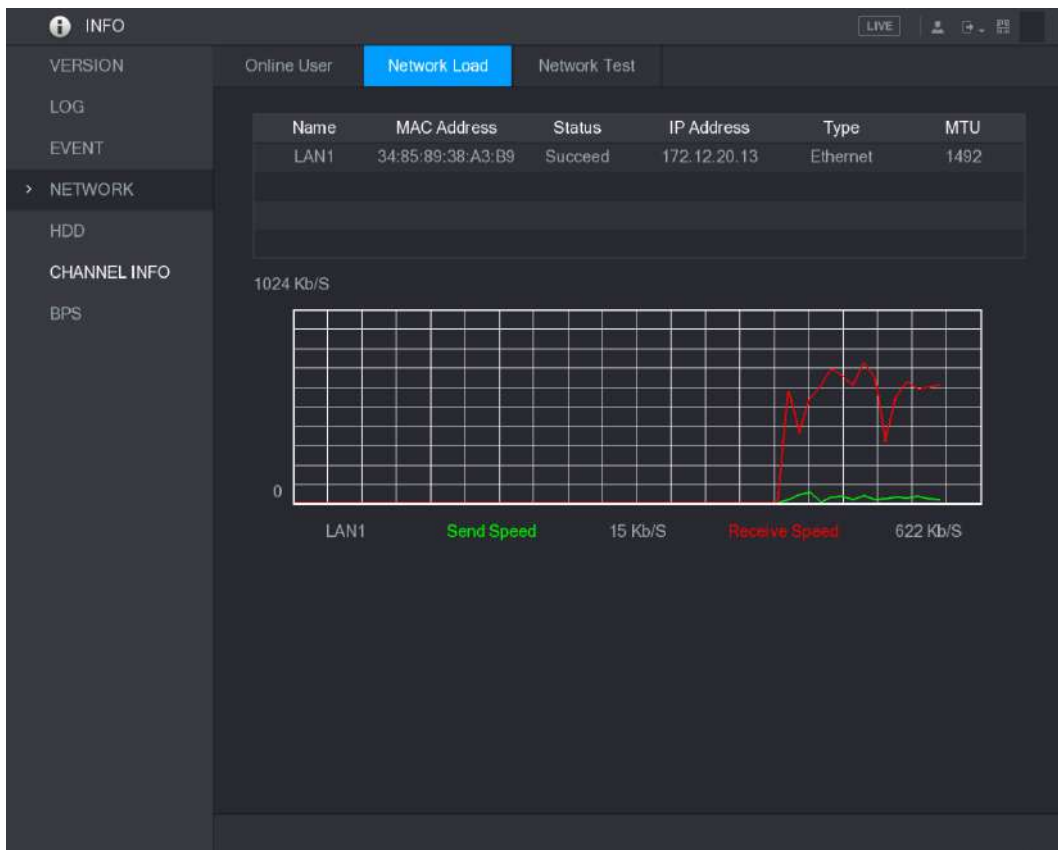 INFO
LIVE
VERSION
LOG
EVENT
> NETWORK
HDD
CHANNEL INFO
BPS
Online User Network Load Network Test
Name MAC Address Status IP Address Type MTU
LAN1 34:85:89:38:A3:B9 Succeed 172.12.20.13 Ethernet 1492
1024 Kb/S
0
LAN1 Send Speed 15 Kb/S Receive Speed 622 Kb/S